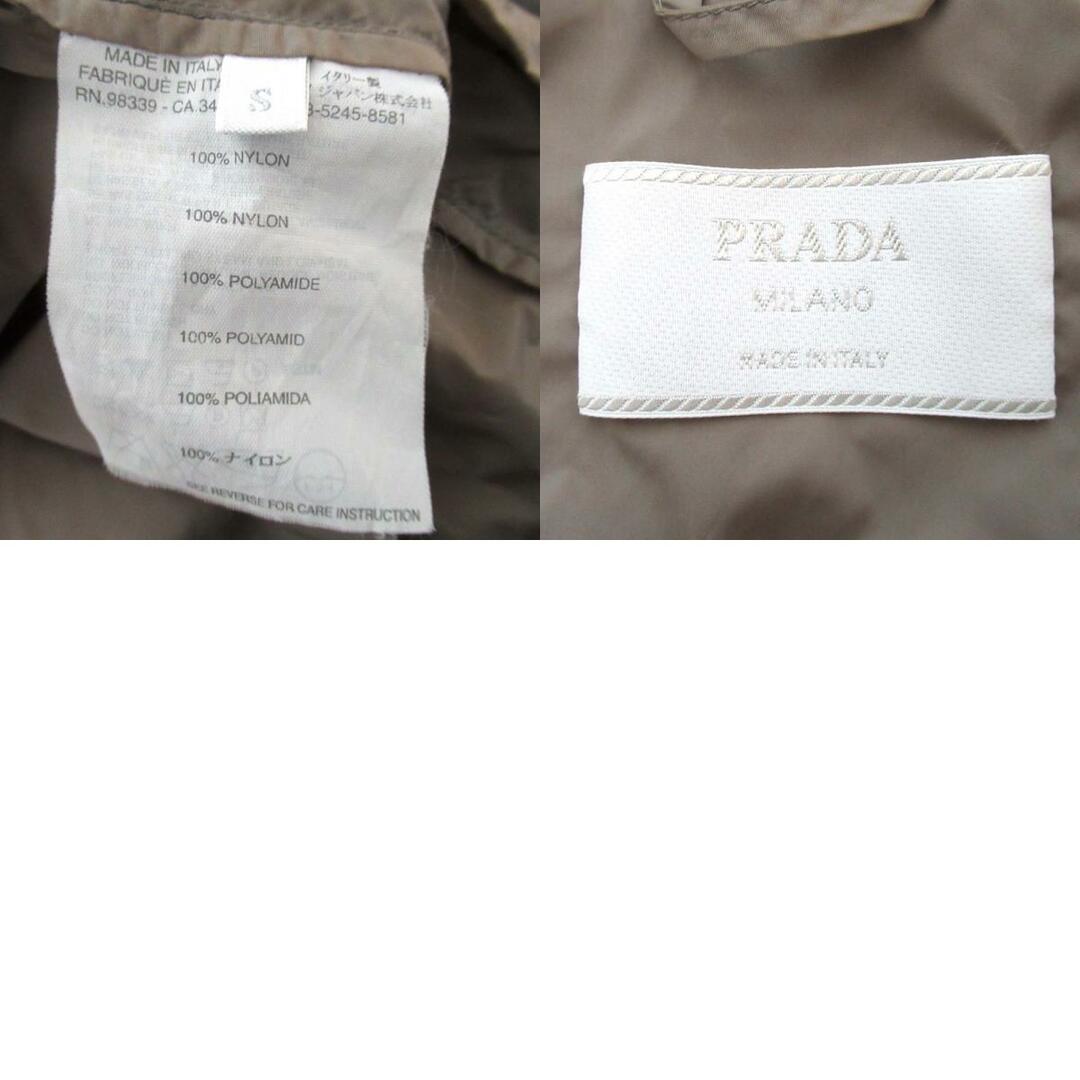 MADE IN ITALY イタリー製
FABRIQUÈ EN ITA ジャパン株式会社
RN.98339 - CA.34 3-5245-8581
S
100% NYLON
100% NYLON
100% POLYAMIDE
100% POLYAMID
100% POLIAMIDA
100% ナイロン
SEE REVERSE FOR CARE INSTRUCTION
PRADA
MILANO
MADE IN ITALY